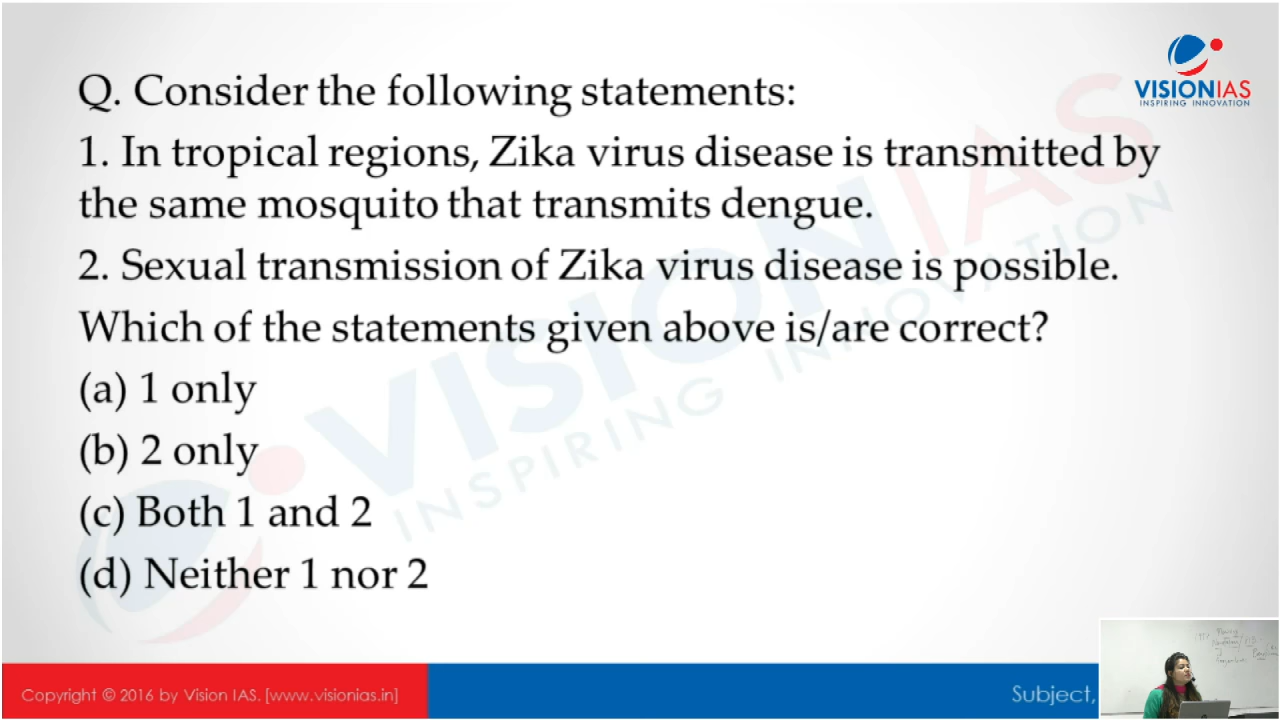 VISIONIAS
INSPIRING INNOVATION
Q. Consider the following statements:
1. In tropical regions, Zika virus disease is transmitted by
the same mosquito that transmits dengue.
2. Sexual transmission of Zika virus disease is possible.
Which of the statements given above is/are correct?
(a) 1 only
(b) 2 only
(c) Both 1 and 2
(d) Neither 1 nor 2
VISIONIAS
INSPIRING INNOVATION
Copyright © 2016 by Vision IAS. [www.visionias.in]
Subject,